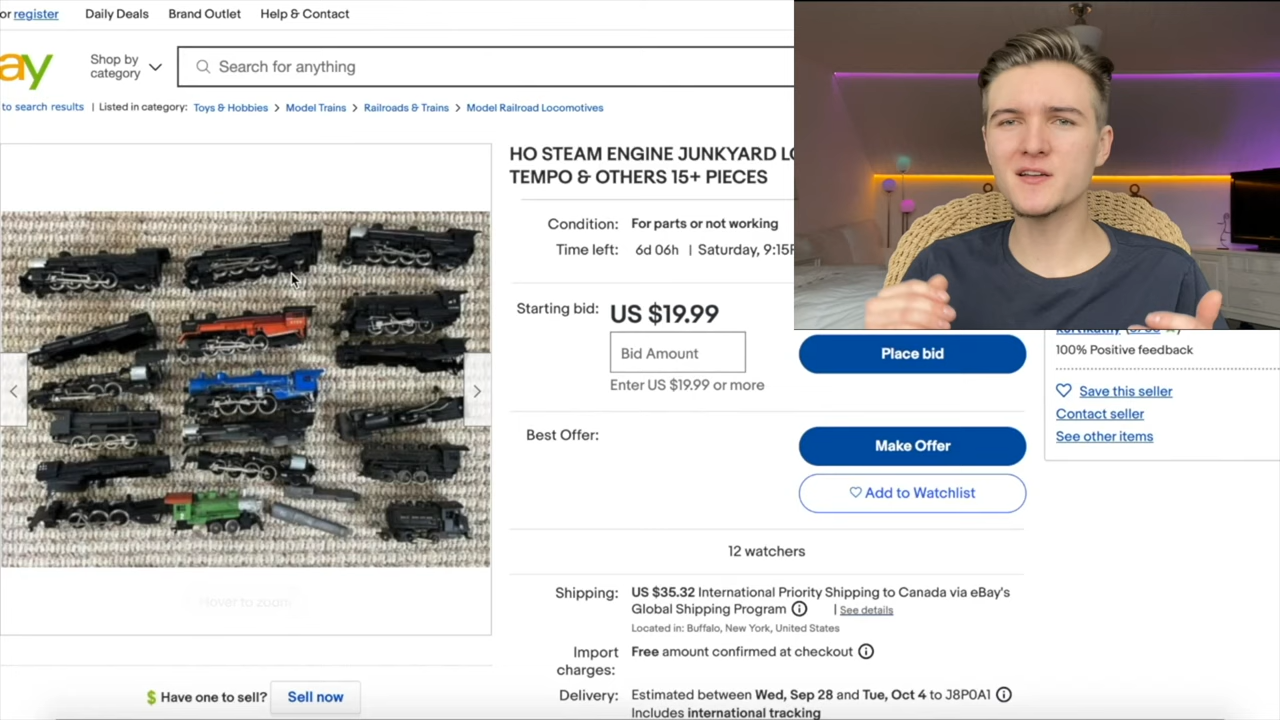 or register Daily Deals Brand Outlet Help & Contact
ay
Shop by
category
Search for anything
to search results | Listed in category: Toys & Hobbies > Model Trains > Railroads & Trains > Model Railroad Locomotives
HO STEAM ENGINE JUNKYARD
TEMPO & OTHERS 15+ PIECES
Condition: For parts or not working
Time left: 6d 06h | Saturday, 9:15
Starting bid: US $19.99
Bid Amount
Place bid
Enter US $19.99 or more
100% Positive feedback
Save this seller
Contact seller
See other items
Best Offer:
Make Offer
Add to Watchlist
12 watchers
Hover to zoom
Shipping: US $35.32 International Priority Shipping to Canada via eBay's
Global Shipping Program | See details
Located in: Buffalo, New York, United States
Import
charges:
Free amount confirmed at checkout
Delivery: Estimated between Wed, Sep 28 and Tue, Oct 4 to J8P0A1
Includes international tracking
$ Have one to sell? Sell now